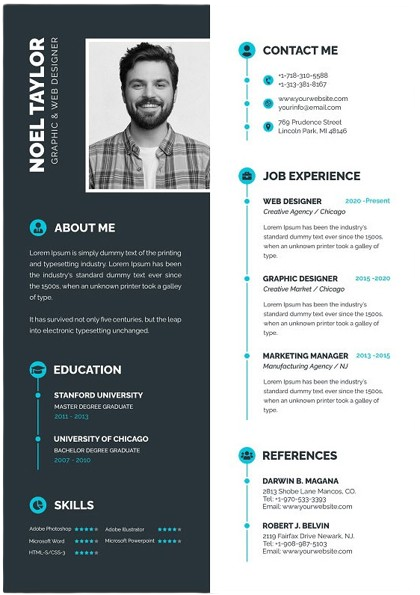 NOEL TAYLOR
GRAPHIC & WEB DESIGNER
ABOUT ME
Lorem Ipsum is simply dummy text of the printing
and typesetting industry. Lorem Ipsum has been
the industry's standard dummy text ever since
the 1500s, when an unknown printer took a galley
of type.
It has survived not only five centuries, but the leap
into electronic typesetting unchanged.
EDUCATION
STANFORD UNIVERSITY
MASTER DEGREE GRADUATE
2011 - 2013
UNIVERSITY OF CHICAGO
BACHELOR DEGREE GRADUATE
2007 - 2010
SKILLS
Adobe Photoshop
Adobe Illustrator
Microsoft Word
Microsoft Powerpoint
HTML-5/CSS-3
CONTACT ME
+1-718-310-5588
+1-313-381-8167
www.yourwebsite.com
yourinfo@email.com
769 Prudence Street
Lincoln Park, MI 48146
JOB EXPERIENCE
WEB DESIGNER 2020 -Present
Creative Agency / Chicago
Lorem Ipsum has been the industry's
standard dummy text ever since the 1500s,
when an unknown printer took a galley of
type.
GRAPHIC DESIGNER 2015 -2020
Creative Market / Chicago
Lorem Ipsum has been the industry's
standard dummy text ever since the 1500s,
when an unknown printer took a galley of
type.
MARKETING MANAGER 2013 -2015
Manufacturing Agency / NJ
Lorem Ipsum has been the industry's
standard dummy text ever since the 1500s,
when an unknown printer took a galley of
type.
REFERENCES
DARWIN B. MAGANA
2813 Shobe Lane Mancos, CO.
Tel: +1-970-533-3393
Email: www.yourwebsite.com
ROBERT J. BELVIN
2119 Fairfax Drive Newark, NJ.
Tel: +1-908-987-5103
Email: www.yourwebsite.com